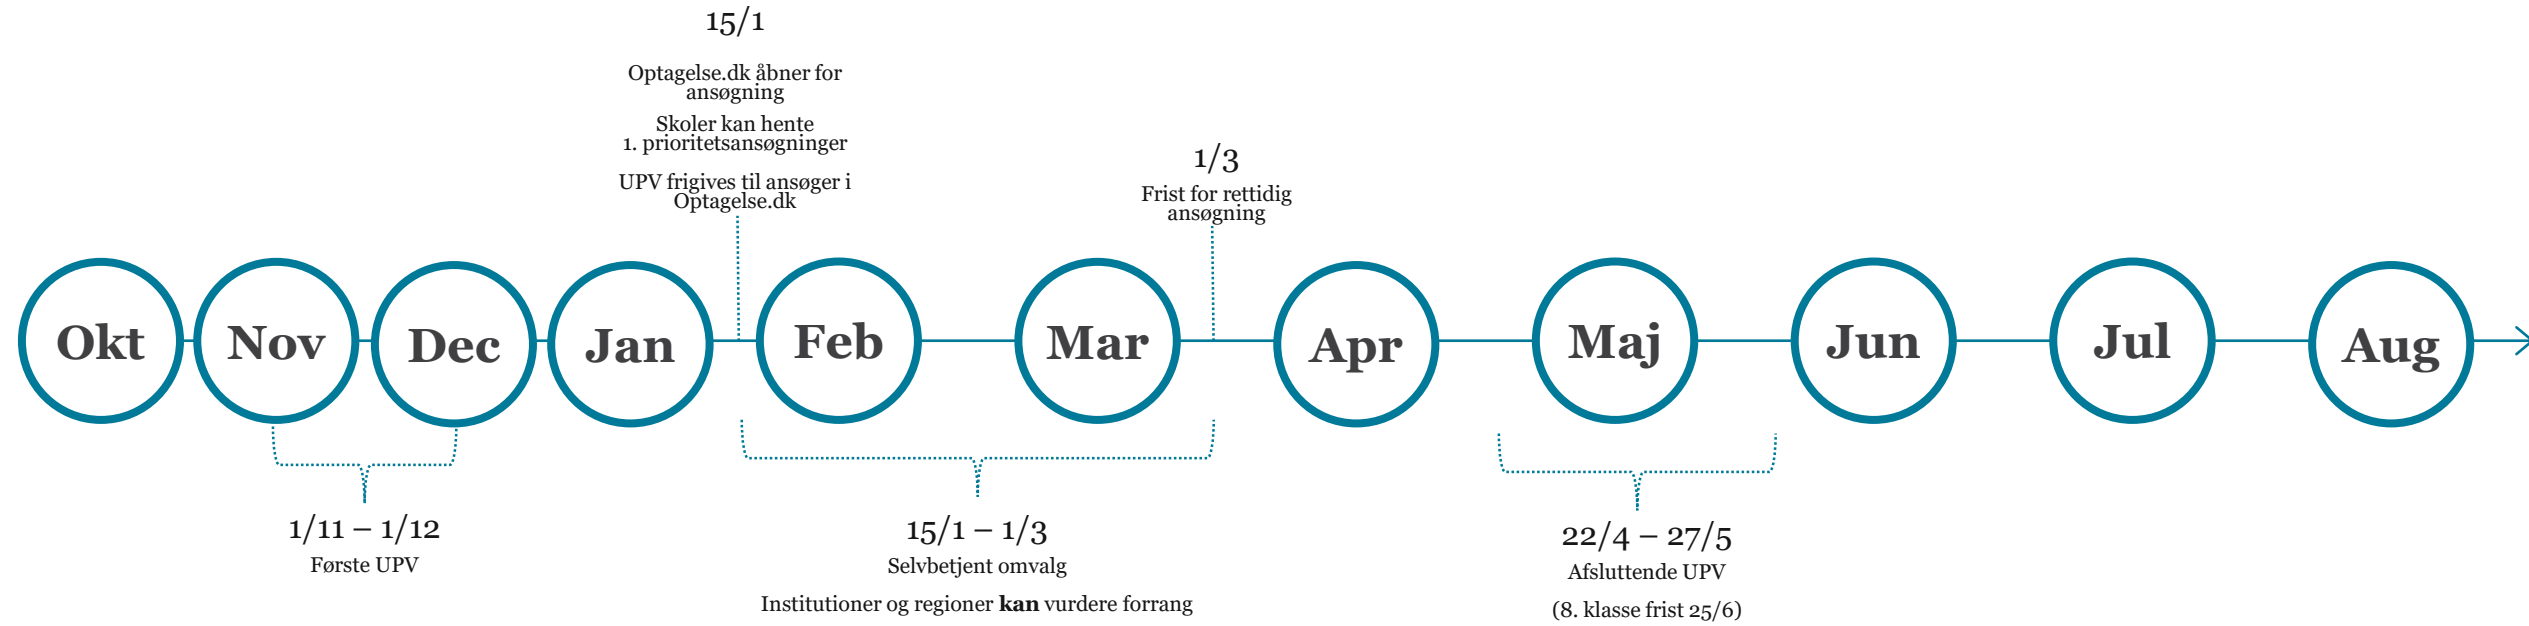 15/1
Optagelse.dk åbner for
ansøgning
Skoler kan hente
1. prioritetsansøgninger
UPV frigives til ansøger i
Optagelse.dk
1/3
Frist for rettidig
ansøgning
Okt
Nov
Dec
Jan
Feb
Mar
Apr
Maj
Jun
Jul
Aug
1/11 – 1/12
Første UPV
15/1 – 1/3
Selvbetjent omvalg
Institutioner og regioner kan vurdere forrang
22/4 – 27/5
Afsluttende UPV
(8. klasse frist 25/6)